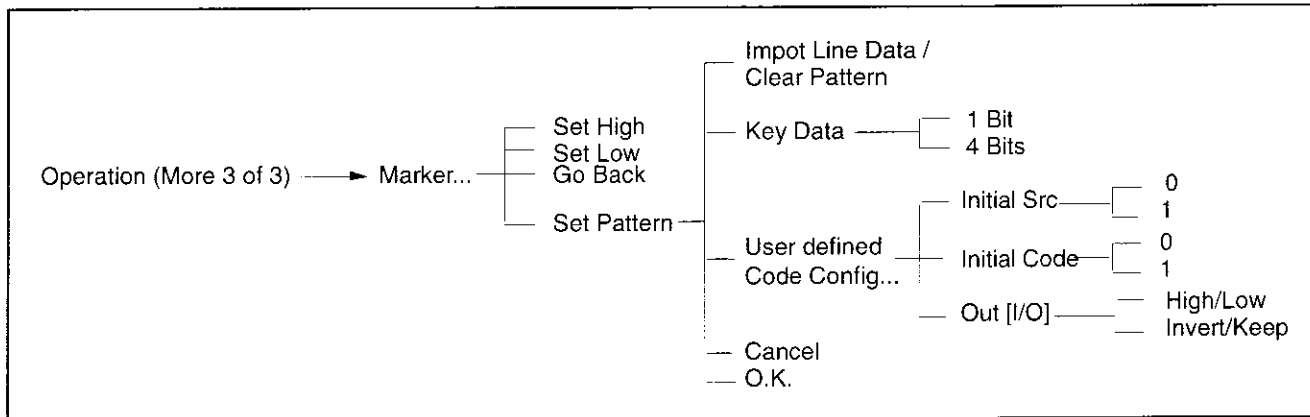 Impot Line Data /
Clear Pattern
Set High
Set Low
Go Back
Set Pattern
Key Data
1 Bit
4 Bits
Operation (More 3 of 3)
Marker...
User defined
Code Config...
Initial Src
0
1
Initial Code
0
1
Out [I/O]
High/Low
Invert/Keep
Cancel
O.K.